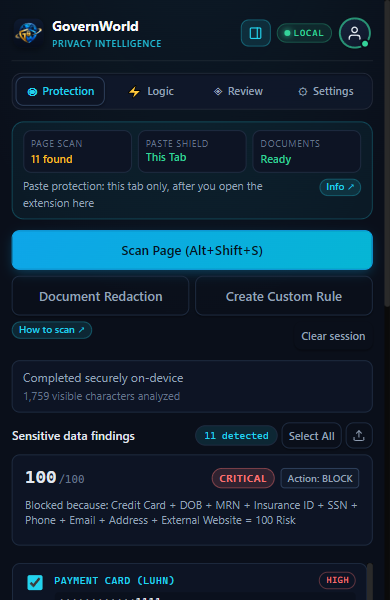 GovernWorld
PRIVACY INTELLIGENCE
LOCAL
Protection
Logic
Review
Settings
PAGE SCAN
11 found
PASTE SHIELD
This Tab
DOCUMENTS
Ready
Paste protection: this tab only, after you open the
extension here
Info ↗
Scan Page (Alt+Shift+S)
Document Redaction
Create Custom Rule
How to scan ↗
Clear session
Completed securely on-device
1,759 visible characters analyzed
Sensitive data findings
11 detected
Select All
100/100
CRITICAL
Action: BLOCK
Blocked because: Credit Card + DOB + MRN + Insurance ID + SSN +
Phone + Email + Address + External Website = 100 Risk
PAYMENT CARD (LUHN)
HIGH